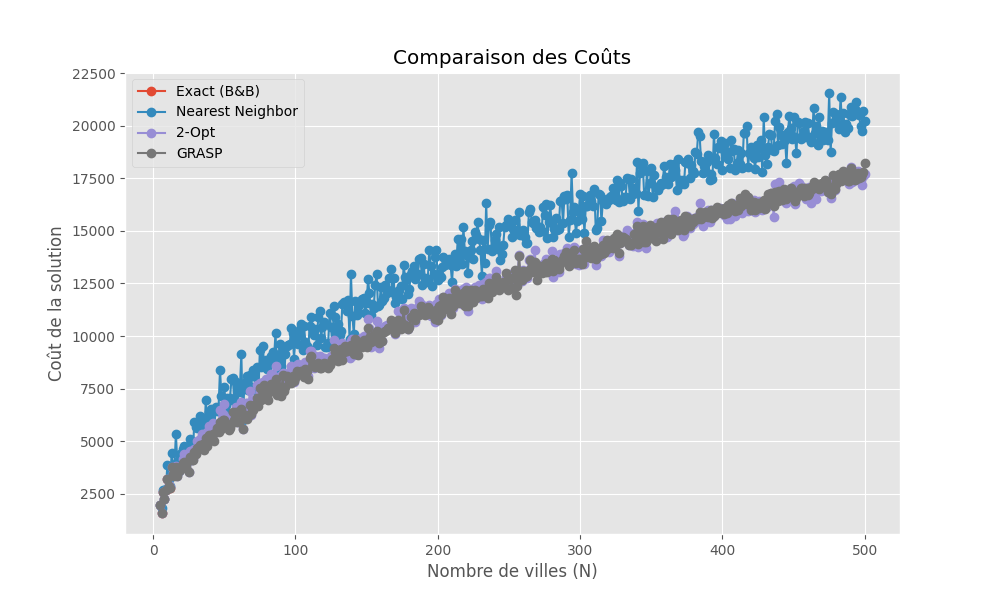 Comparaison des Coûts
22500
20000
17500
15000
12500
10000
7500
5000
2500
Coût de la solution
Exact (B&B)
Nearest Neighbor
2-Opt
GRASP
0 100 200 300 400 500
Nombre de villes (N)